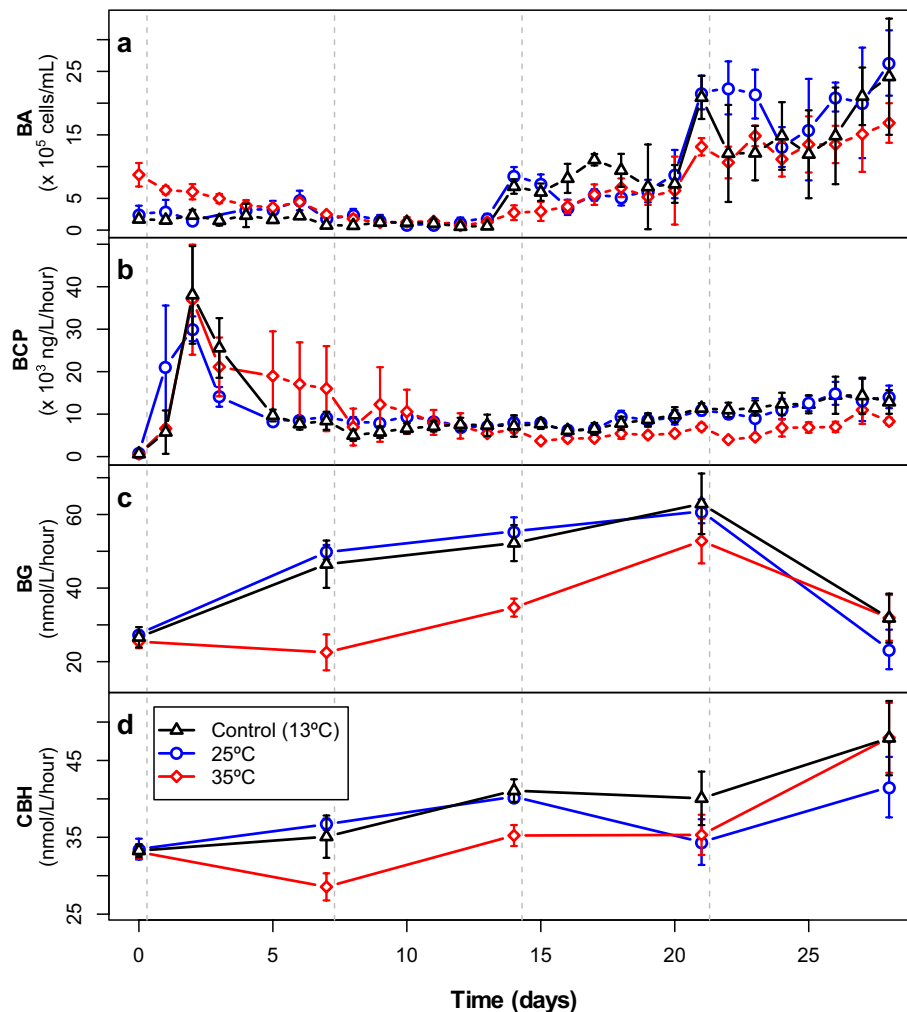 a
BA
(x 10⁵ cells/mL)
5
15
25
0
b
BCP
(x 10³ ng/L/hour)
0
10
20
30
40
c
BG
(nmol/L/hour)
20
40
60
d
CBH
(nmol/L/hour)
25
35
45
Control (13ºC)
25ºC
35ºC
0 5 10 15 20 25
Time (days)